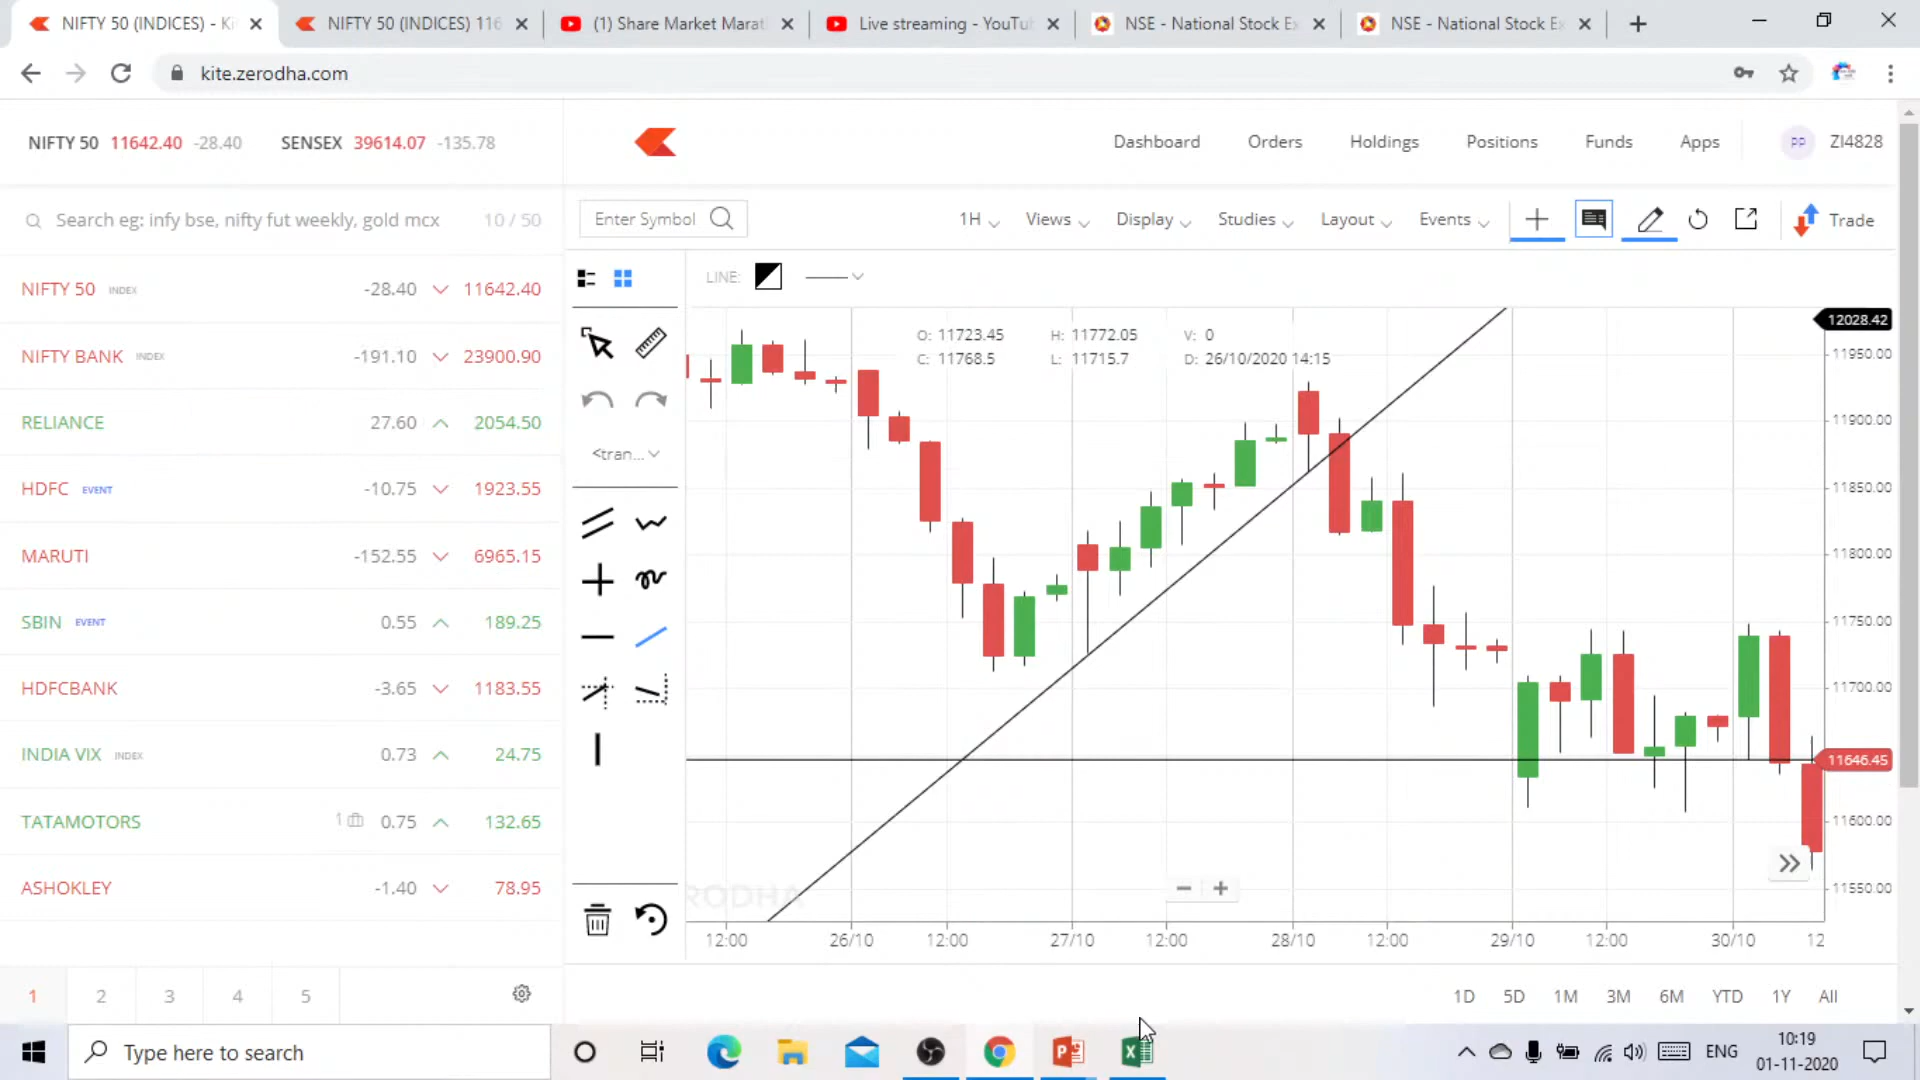 NIFTY 50 (INDICES) - Ki
NIFTY 50 (INDICES) 116
(1) Share Market Marat
Live streaming - YouTu
NSE - National Stock Ex
NSE - National Stock Ex
kite.zerodha.com
NIFTY 50 11642.40 -28.40 SENSEX 39614.07 -135.78
Dashboard Orders Holdings Positions Funds Apps PP ZI4828
Search eg: infy bse, nifty fut weekly, gold mcx 10 / 50
Enter Symbol 1H Views Display Studies Layout Events Trade
LINE:
NIFTY 50 INDEX -28.40 11642.40
NIFTY BANK INDEX -191.10 23900.90
RELIANCE 27.60 2054.50
HDFC EVENT -10.75 1923.55
MARUTI -152.55 6965.15
SBIN EVENT 0.55 189.25
HDFCBANK -3.65 1183.55
INDIA VIX INDEX 0.73 24.75
TATAMOTORS 1 0.75 132.65
ASHOKLEY -1.40 78.95
1 2 3 4 5
<tran...
O: 11723.45 H: 11772.05 V: 0
C: 11768.5 L: 11715.7 D: 26/10/2020 14:15
12028.42
11950.00
11900.00
11850.00
11800.00
11750.00
11700.00
11646.45
11600.00
11550.00
RODHA
12:00 26/10 12:00 27/10 12:00 28/10 12:00 29/10 12:00 30/10 12
1D 5D 1M 3M 6M YTD 1Y All
Type here to search
ENG
10:19
01-11-2020